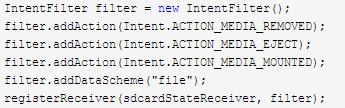 IntentFilter filter = new IntentFilter();
filter.addAction(Intent.ACTION_MEDIA_REMOVED);
filter.addAction(Intent.ACTION_MEDIA_EJECT);
filter.addAction(Intent.ACTION_MEDIA_MOUNTED);
filter.addDataScheme("file");
registerReceiver(sdcardStateReceiver, filter);